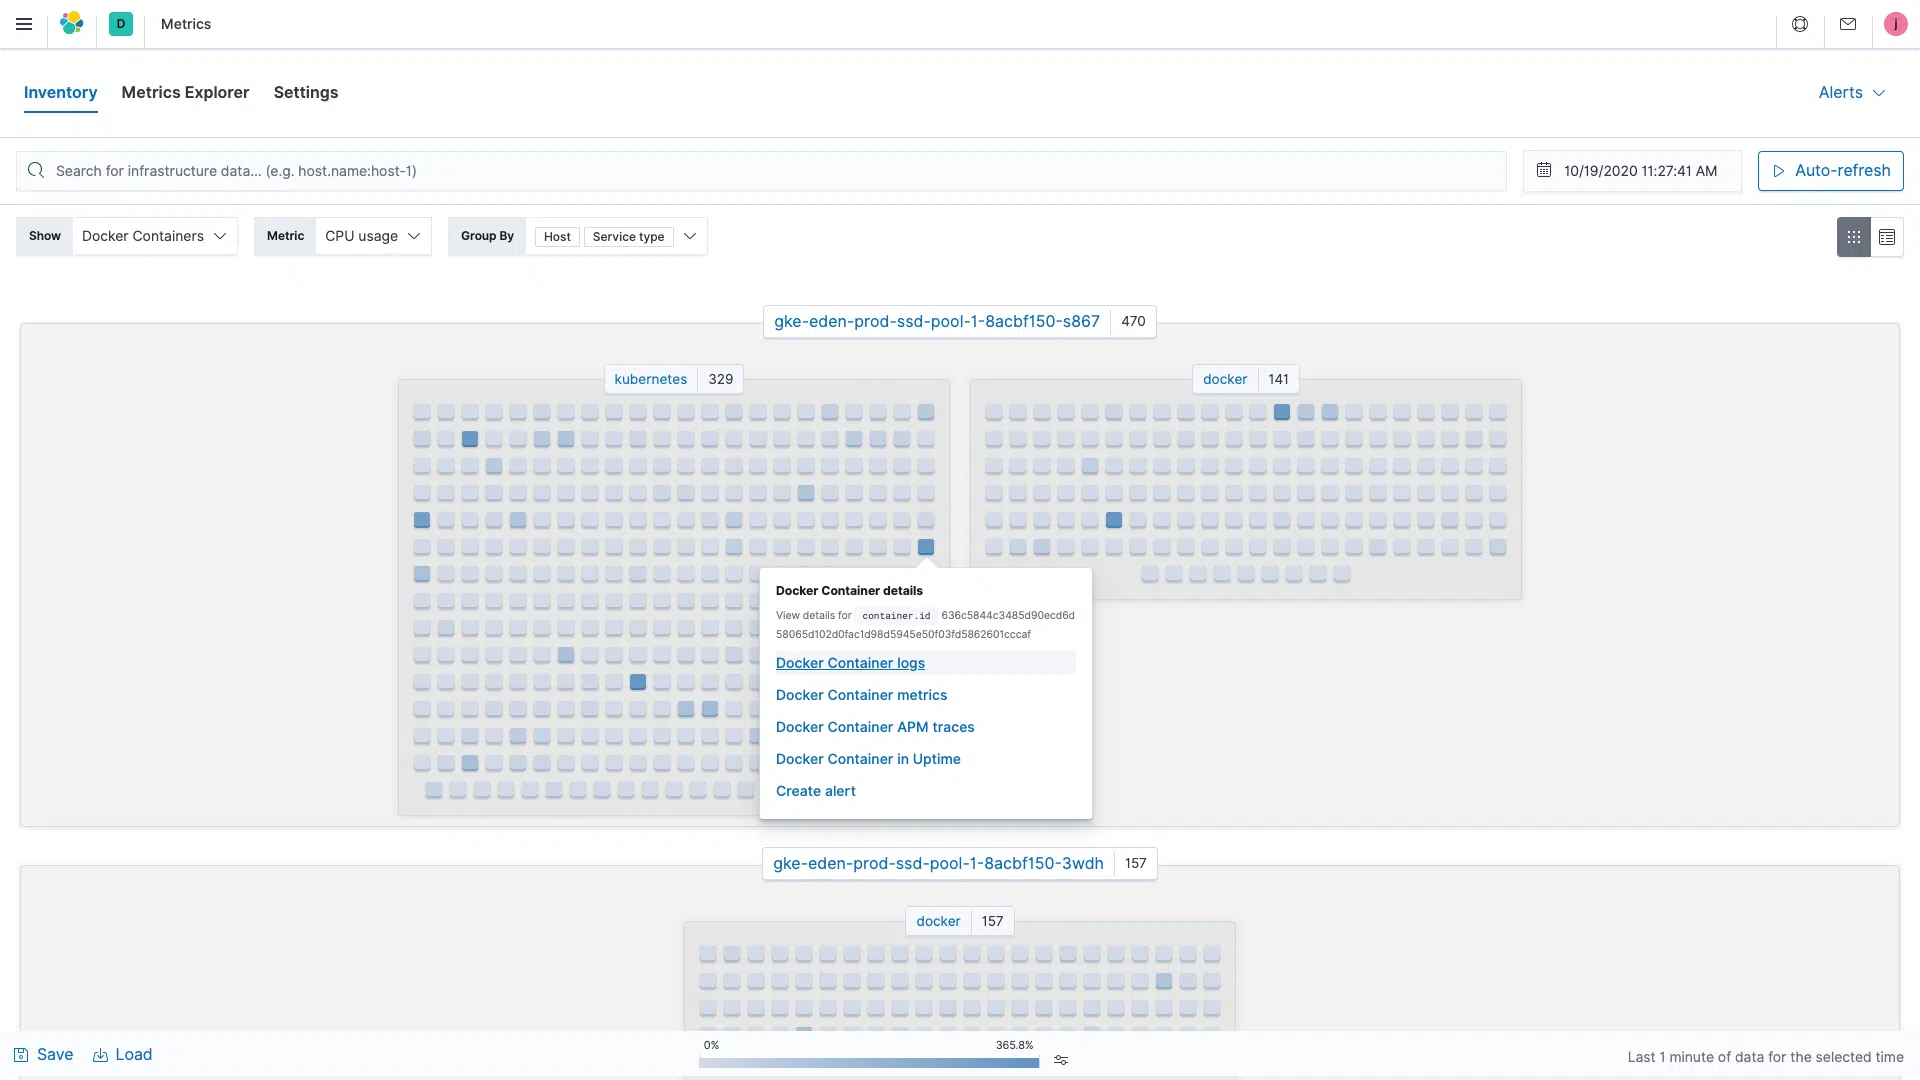 D
Metrics
j
Inventory
Metrics Explorer
Settings
Alerts
Search for infrastructure data... (e.g. host.name:host-1)
10/19/2020 11:27:41 AM
Auto-refresh
Show
Docker Containers
Metric
CPU usage
Group By
Host
Service type
gke-eden-prod-ssd-pool-1-8acbf150-s867
470
kubernetes
329
docker
141
Docker Container details
View details for container.id 636c5844c3485d90ecd6d
58065d102d0fac1d98d5945e50f03fd5862601cccaf
Docker Container logs
Docker Container metrics
Docker Container APM traces
Docker Container in Uptime
Create alert
gke-eden-prod-ssd-pool-1-8acbf150-3wdh
157
docker
157
0%
365.8%
Save
Load
Last 1 minute of data for the selected time